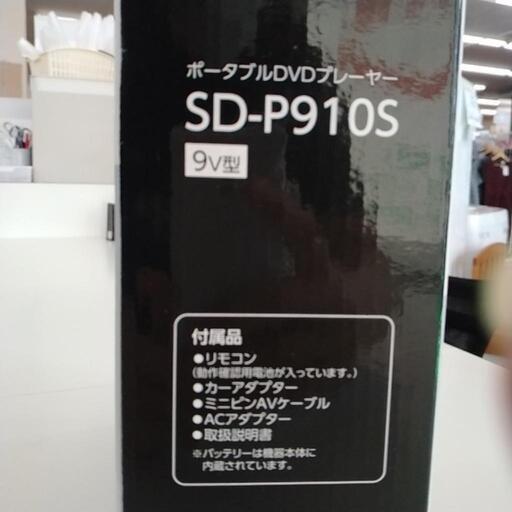 ポータブルDVDプレーヤー
SD-P910S
9V型
付属品
●リモコン
(動作確認用電池が入っています。)
●カーアダプター
●ミニピンAVケーブル
●ACアダプター
●取扱説明書
※バッテリーは機器本体に
内蔵されています。